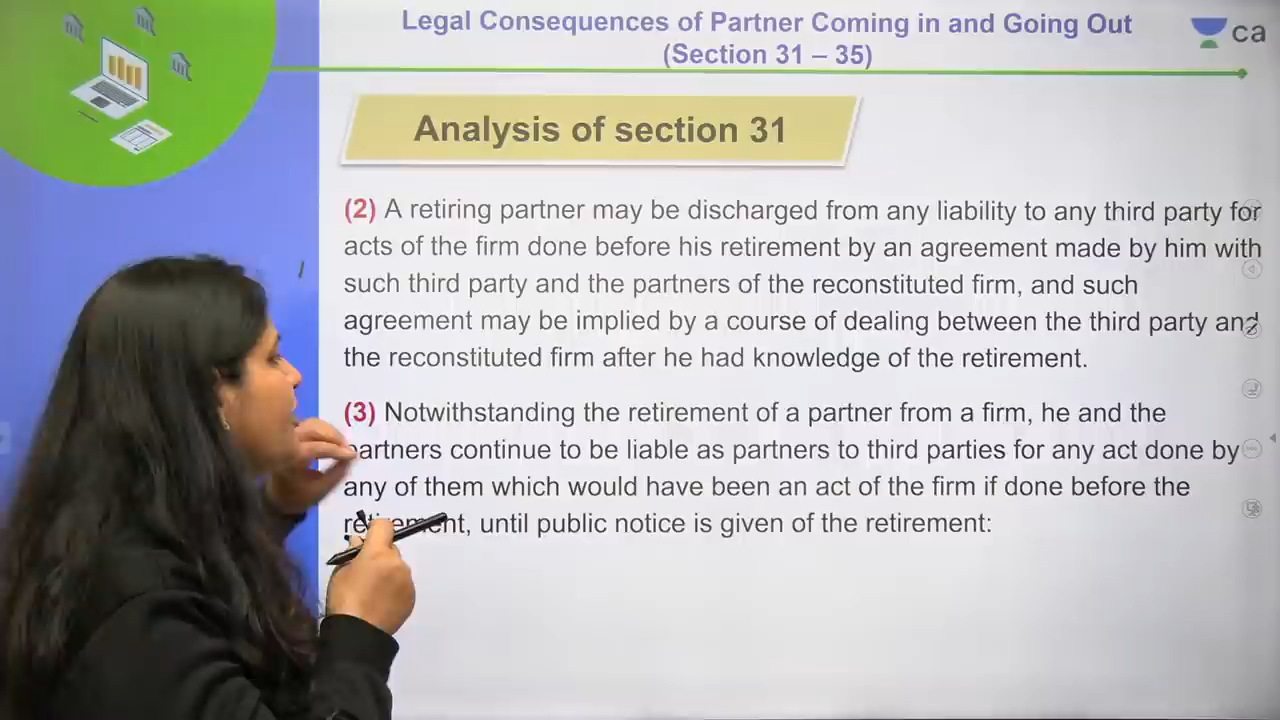 Legal Consequences of Partner Coming in and Going Out
(Section 31 – 35)
ca
Analysis of section 31
(2) A retiring partner may be discharged from any liability to any third party for
acts of the firm done before his retirement by an agreement made by him with
such third party and the partners of the reconstituted firm, and such
agreement may be implied by a course of dealing between the third party and
the reconstituted firm after he had knowledge of the retirement.
(3) Notwithstanding the retirement of a partner from a firm, he and the
partners continue to be liable as partners to third parties for any act done by
any of them which would have been an act of the firm if done before the
retirement, until public notice is given of the retirement: